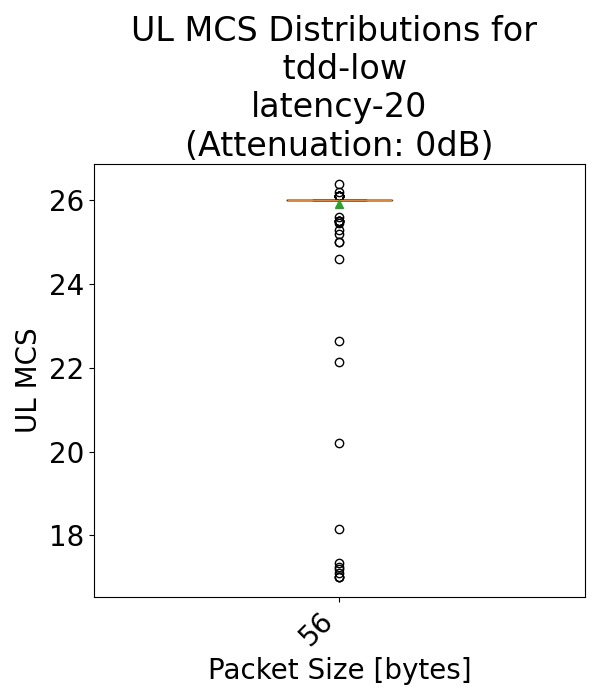 UL MCS Distributions for
tdd-low
latency-20
(Attenuation: 0dB)
26
24
22
20
18
UL MCS
56
Packet Size [bytes]